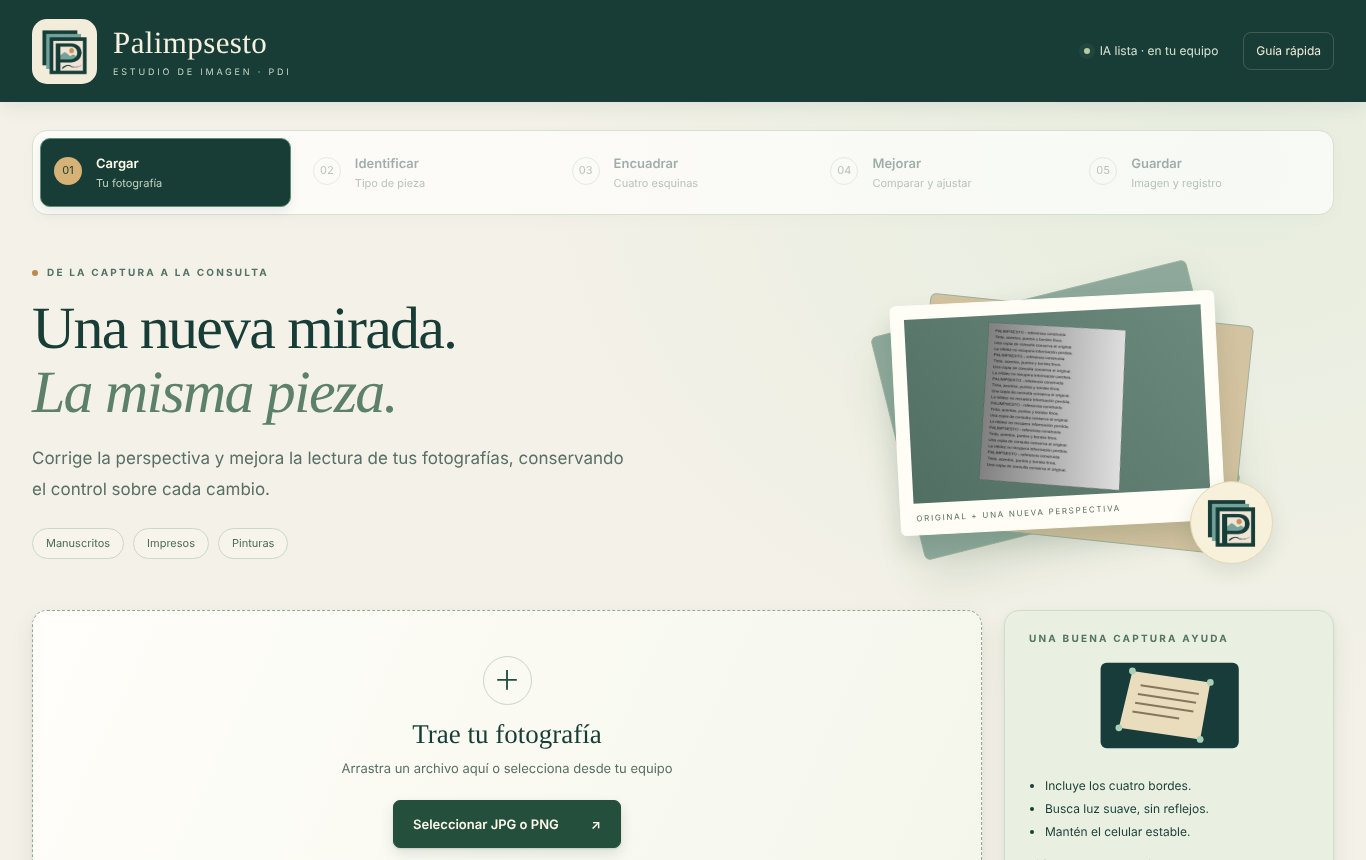 Palimpsesto
ESTUDIO DE IMAGEN · PDI
IA lista · en tu equipo
Guía rápida
01
Cargar
Tu fotografía
02
Identificar
Tipo de pieza
03
Encuadrar
Cuatro esquinas
04
Mejorar
Comparar y ajustar
05
Guardar
Imagen y registro
DE LA CAPTURA A LA CONSULTA
Una nueva mirada.
La misma pieza.
Corrige la perspectiva y mejora la lectura de tus fotografías, conservando
el control sobre cada cambio.
Manuscritos
Impresos
Pinturas
ORIGINAL + UNA NUEVA PERSPECTIVA
Trae tu fotografía
Arrastra un archivo aquí o selecciona desde tu equipo
Seleccionar JPG o PNG
UNA BUENA CAPTURA AYUDA
Incluye los cuatro bordes.
Busca luz suave, sin reflejos.
Mantén el celular estable.